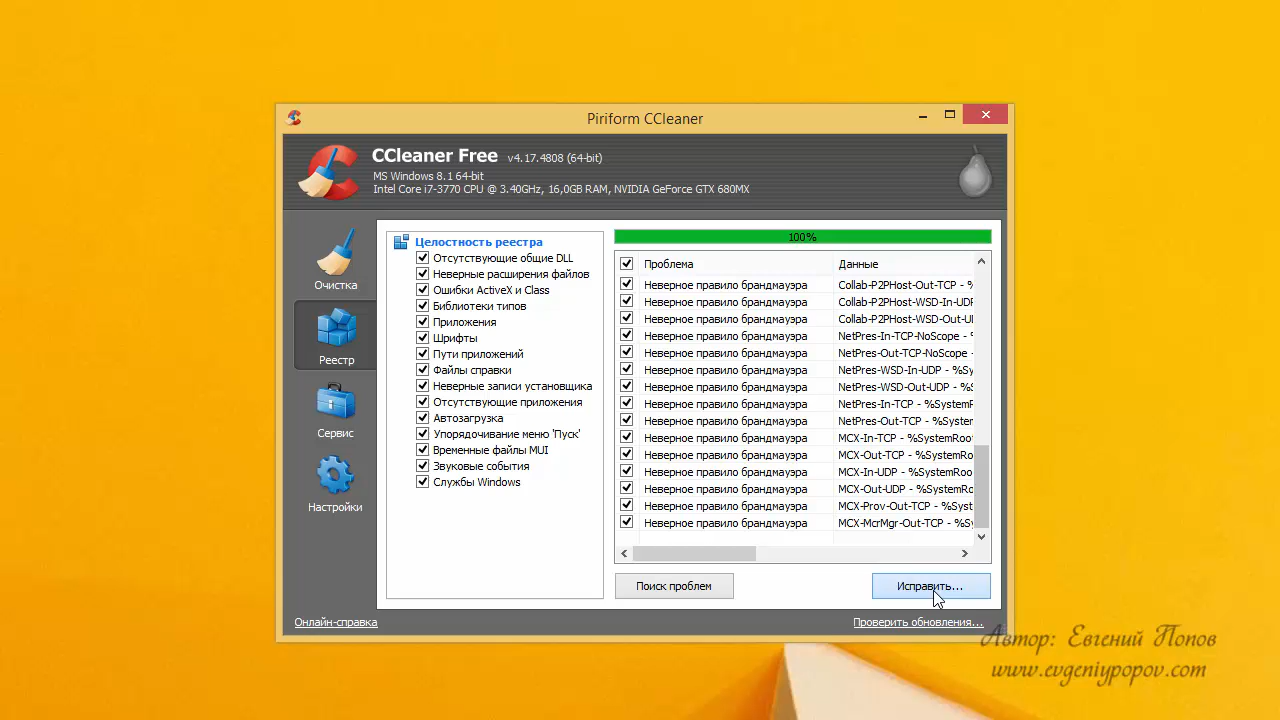 Piriform CCleaner
CCleaner Free v4.17.4808 (64-bit)
MS Windows 8.1 64-bit
Intel Core i7-3770 CPU @ 3.40GHz, 16,0GB RAM, NVIDIA GeForce GTX 680MX
Очистка
Реестр
Сервис
Настройки
Целостность реестра
Отсутствующие общие DLL
Неверные расширения файлов
Ошибки ActiveX и Class
Библиотеки типов
Приложения
Шрифты
Пути приложений
Файлы справки
Неверные записи установщика
Отсутствующие приложения
Автозагрузка
Упорядочивание меню 'Пуск'
Временные файлы MUI
Звуковые события
Службы Windows
100%
Проблема Данные
Неверное правило брандмауэра Collab-P2PHost-Out-TCP - %
Неверное правило брандмауэра Collab-P2PHost-WSD-In-UDP
Неверное правило брандмауэра Collab-P2PHost-WSD-Out-U
Неверное правило брандмауэра NetPres-In-TCP-NoScope -
Неверное правило брандмауэра NetPres-Out-TCP-NoScope -
Неверное правило брандмауэра NetPres-WSD-In-UDP - %Sy
Неверное правило брандмауэра NetPres-WSD-Out-UDP - %
Неверное правило брандмауэра NetPres-In-TCP - %SystemR
Неверное правило брандмауэра NetPres-Out-TCP - %System
Неверное правило брандмауэра MCX-In-TCP - %SystemRoo
Неверное правило брандмауэра MCX-Out-TCP - %SystemRo
Неверное правило брандмауэра MCX-In-UDP - %SystemRoo
Неверное правило брандмауэра MCX-Out-UDP - %SystemRo
Неверное правило брандмауэра MCX-Prov-Out-TCP - %Syst
Неверное правило брандмауэра MCX-McrMgr-Out-TCP - %S
Поиск проблем Исправить...
Онлайн-справка Проверить обновления...
Автор: Евгений Попов
www.evgeniypopov.com